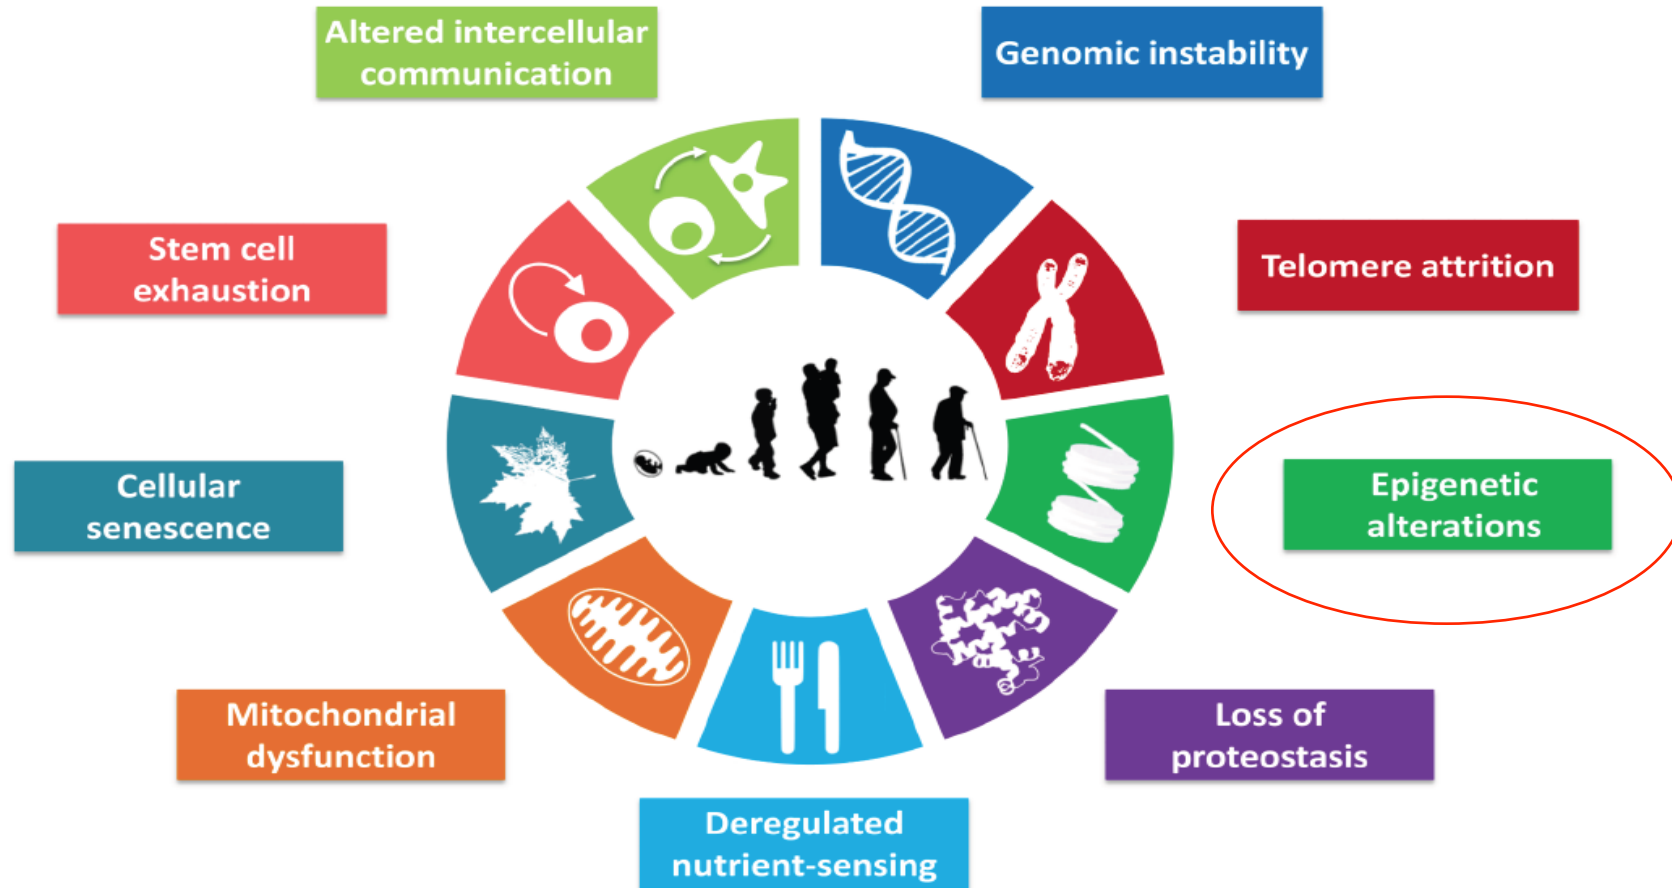 Altered intercellular
communication
Genomic instability
Stem cell
exhaustion
Telomere attrition
Cellular
senescence
Epigenetic
alterations
Mitochondrial
dysfunction
Loss of
proteostasis
Deregulated
nutrient-sensing